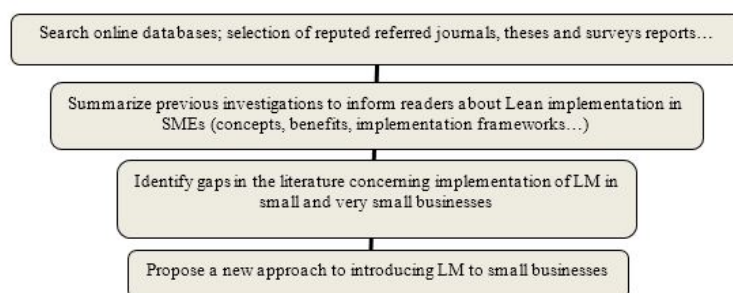 Search online databases; selection of reputed referred journals, theses and surveys reports…
Summarize previous investigations to inform readers about Lean implementation in
SMEs (concepts, benefits, implementation frameworks…)
Identify gaps in the literature concerning implementation of LM in
small and very small businesses
Propose a new approach to introducing LM to small businesses